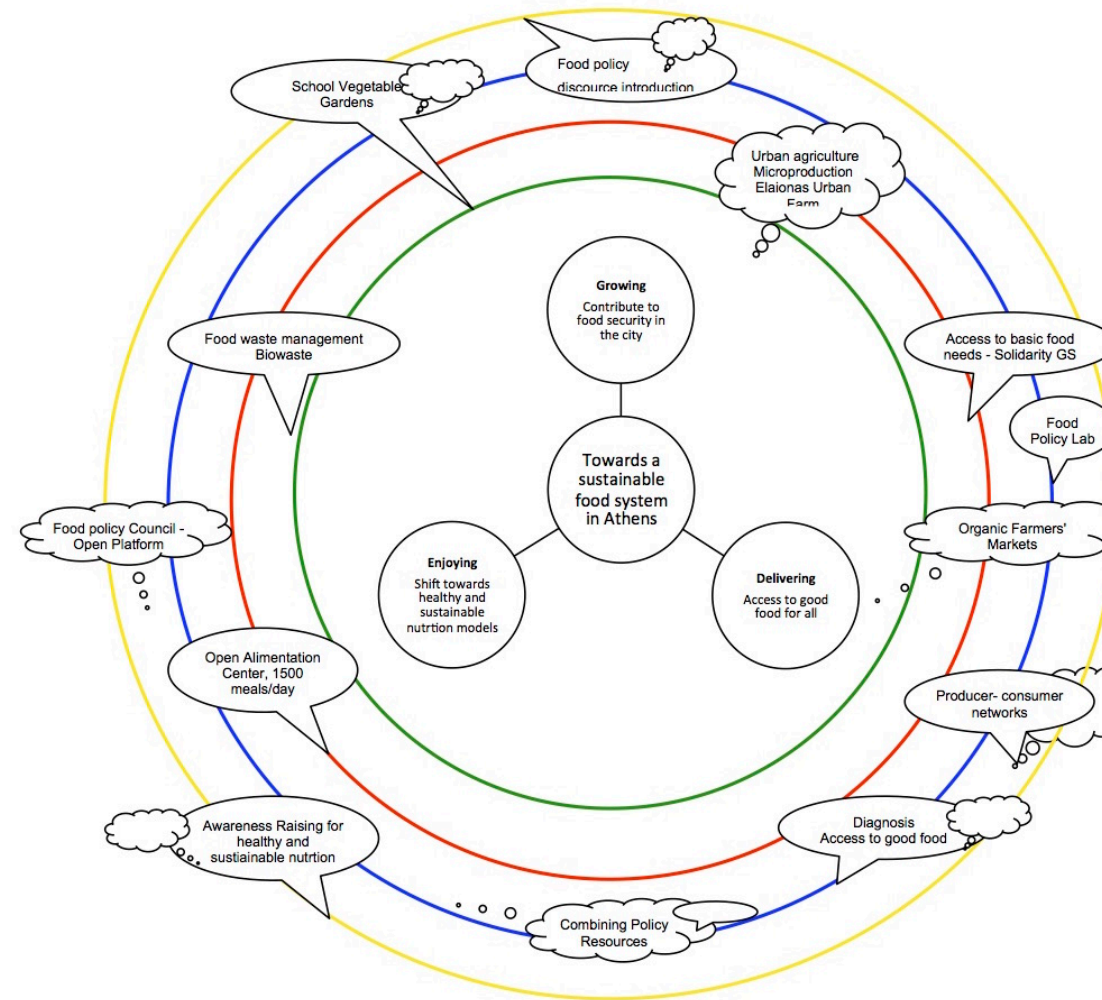 Food policy
discource introduction
School Vegetable
Gardens
Urban agriculture
Microproduction
Elaionas Urban
Farm
Food waste management
Biowaste
Access to basic food
needs - Solidarity GS
Growing
Contribute to
food security in
the city
Food
Policy Lab
Towards a
sustainable
food system
in Athens
Food policy Council -
Open Platform
Organic Farmers'
Markets
Enjoying
Shift towards
healthy and
sustainable
nutrtion models
Delivering
Access to good
food for all
Open Alimentation
Center, 1500
meals/day
Producer- consumer
networks
Awareness Raising for
healthy and
sustiainable nutrtion
Diagnosis
Access to good food
Combining Policy
Resources